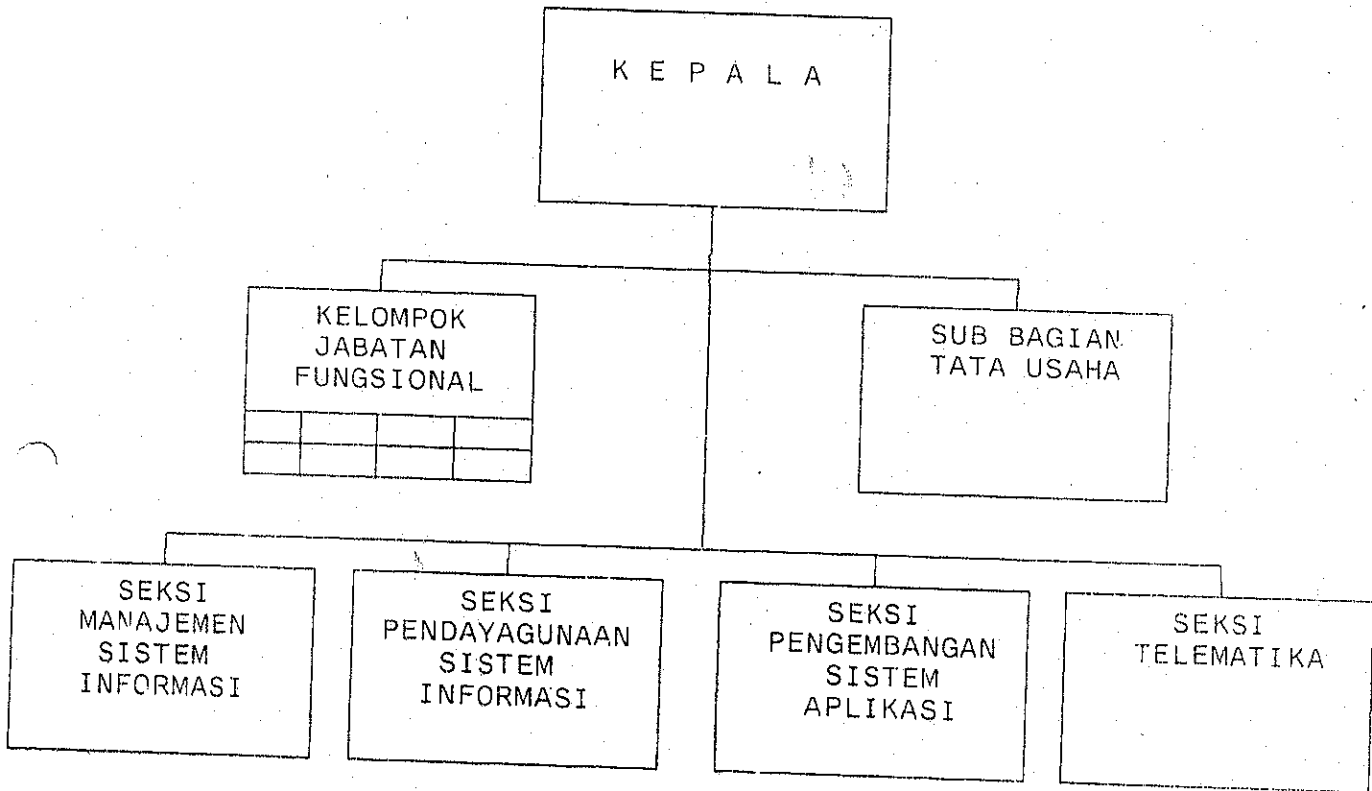 K E P A L A
KELOMPOK
JABATAN
FUNGSIONAL
SUB BAGIAN
TATA USAHA
SEKSI
MANAJEMEN
SISTEM
INFORMASI
SEKSI
PENDAYAGUNAAN
SISTEM
INFORMASI
SEKSI
PENGEMBANGAN
SISTEM
APLIKASI
SEKSI
TELEMATIKA